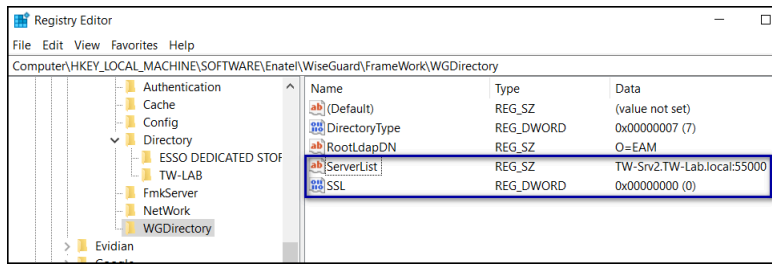 Registry Editor
File Edit View Favorites Help
Computer\HKEY_LOCAL_MACHINE\SOFTWARE\Enatel\WiseGuard\FrameWork\WGDirectory
Authentication
Cache
Config
Directory
ESSO DEDICATED STOF
TW-LAB
FmkServer
NetWork
WGDirectory
Evidian
Name Type Data
(Default) REG_SZ (value not set)
DirectoryType REG_DWORD 0x00000007 (7)
RootLdapDN REG_SZ O=EAM
ServerList REG_SZ TW-Srv2.TW-Lab.local:55000
SSL REG_DWORD 0x00000000 (0)